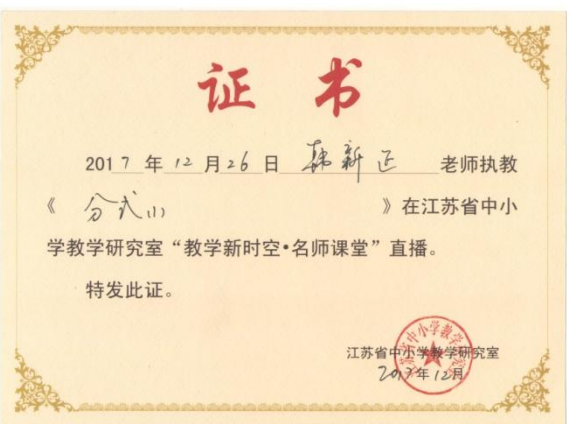 证书
2017年12月26日 韩新正 老师执教
《 分式(1) 》在江苏省中小
学教学研究室“教学新时空•名师课堂”直播。
特发此证。
江苏省中小学教学研究室
2017年12月